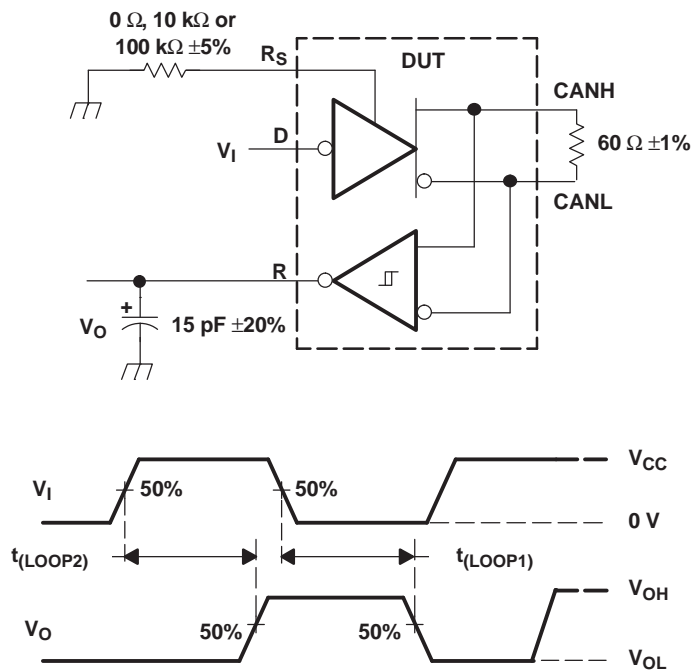 0 Ω, 10 kΩ or
100 kΩ ±5%
RS
DUT
CANH
D
VI
60 Ω ±1%
CANL
R
+
VO
15 pF ±20%
VCC
VI
50%
50%
0 V
t(LOOP2)
t(LOOP1)
VOH
VO
50%
50%
VOL